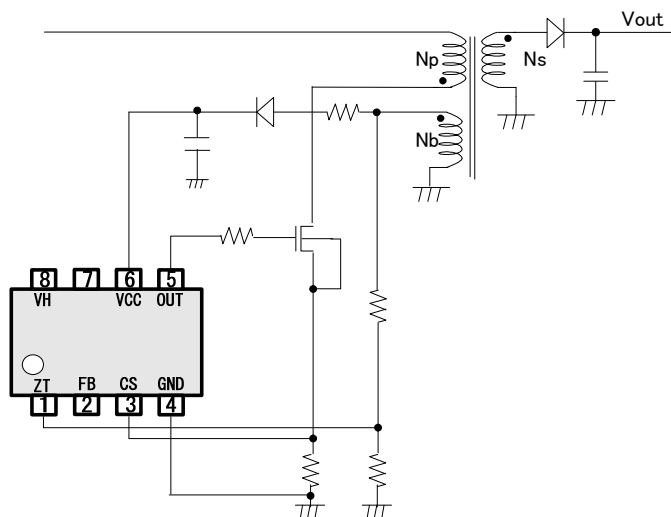 Vout
Np
Ns
Nb
8 7 6 5
VH VCC OUT
ZT FB CS GND
1 2 3 4